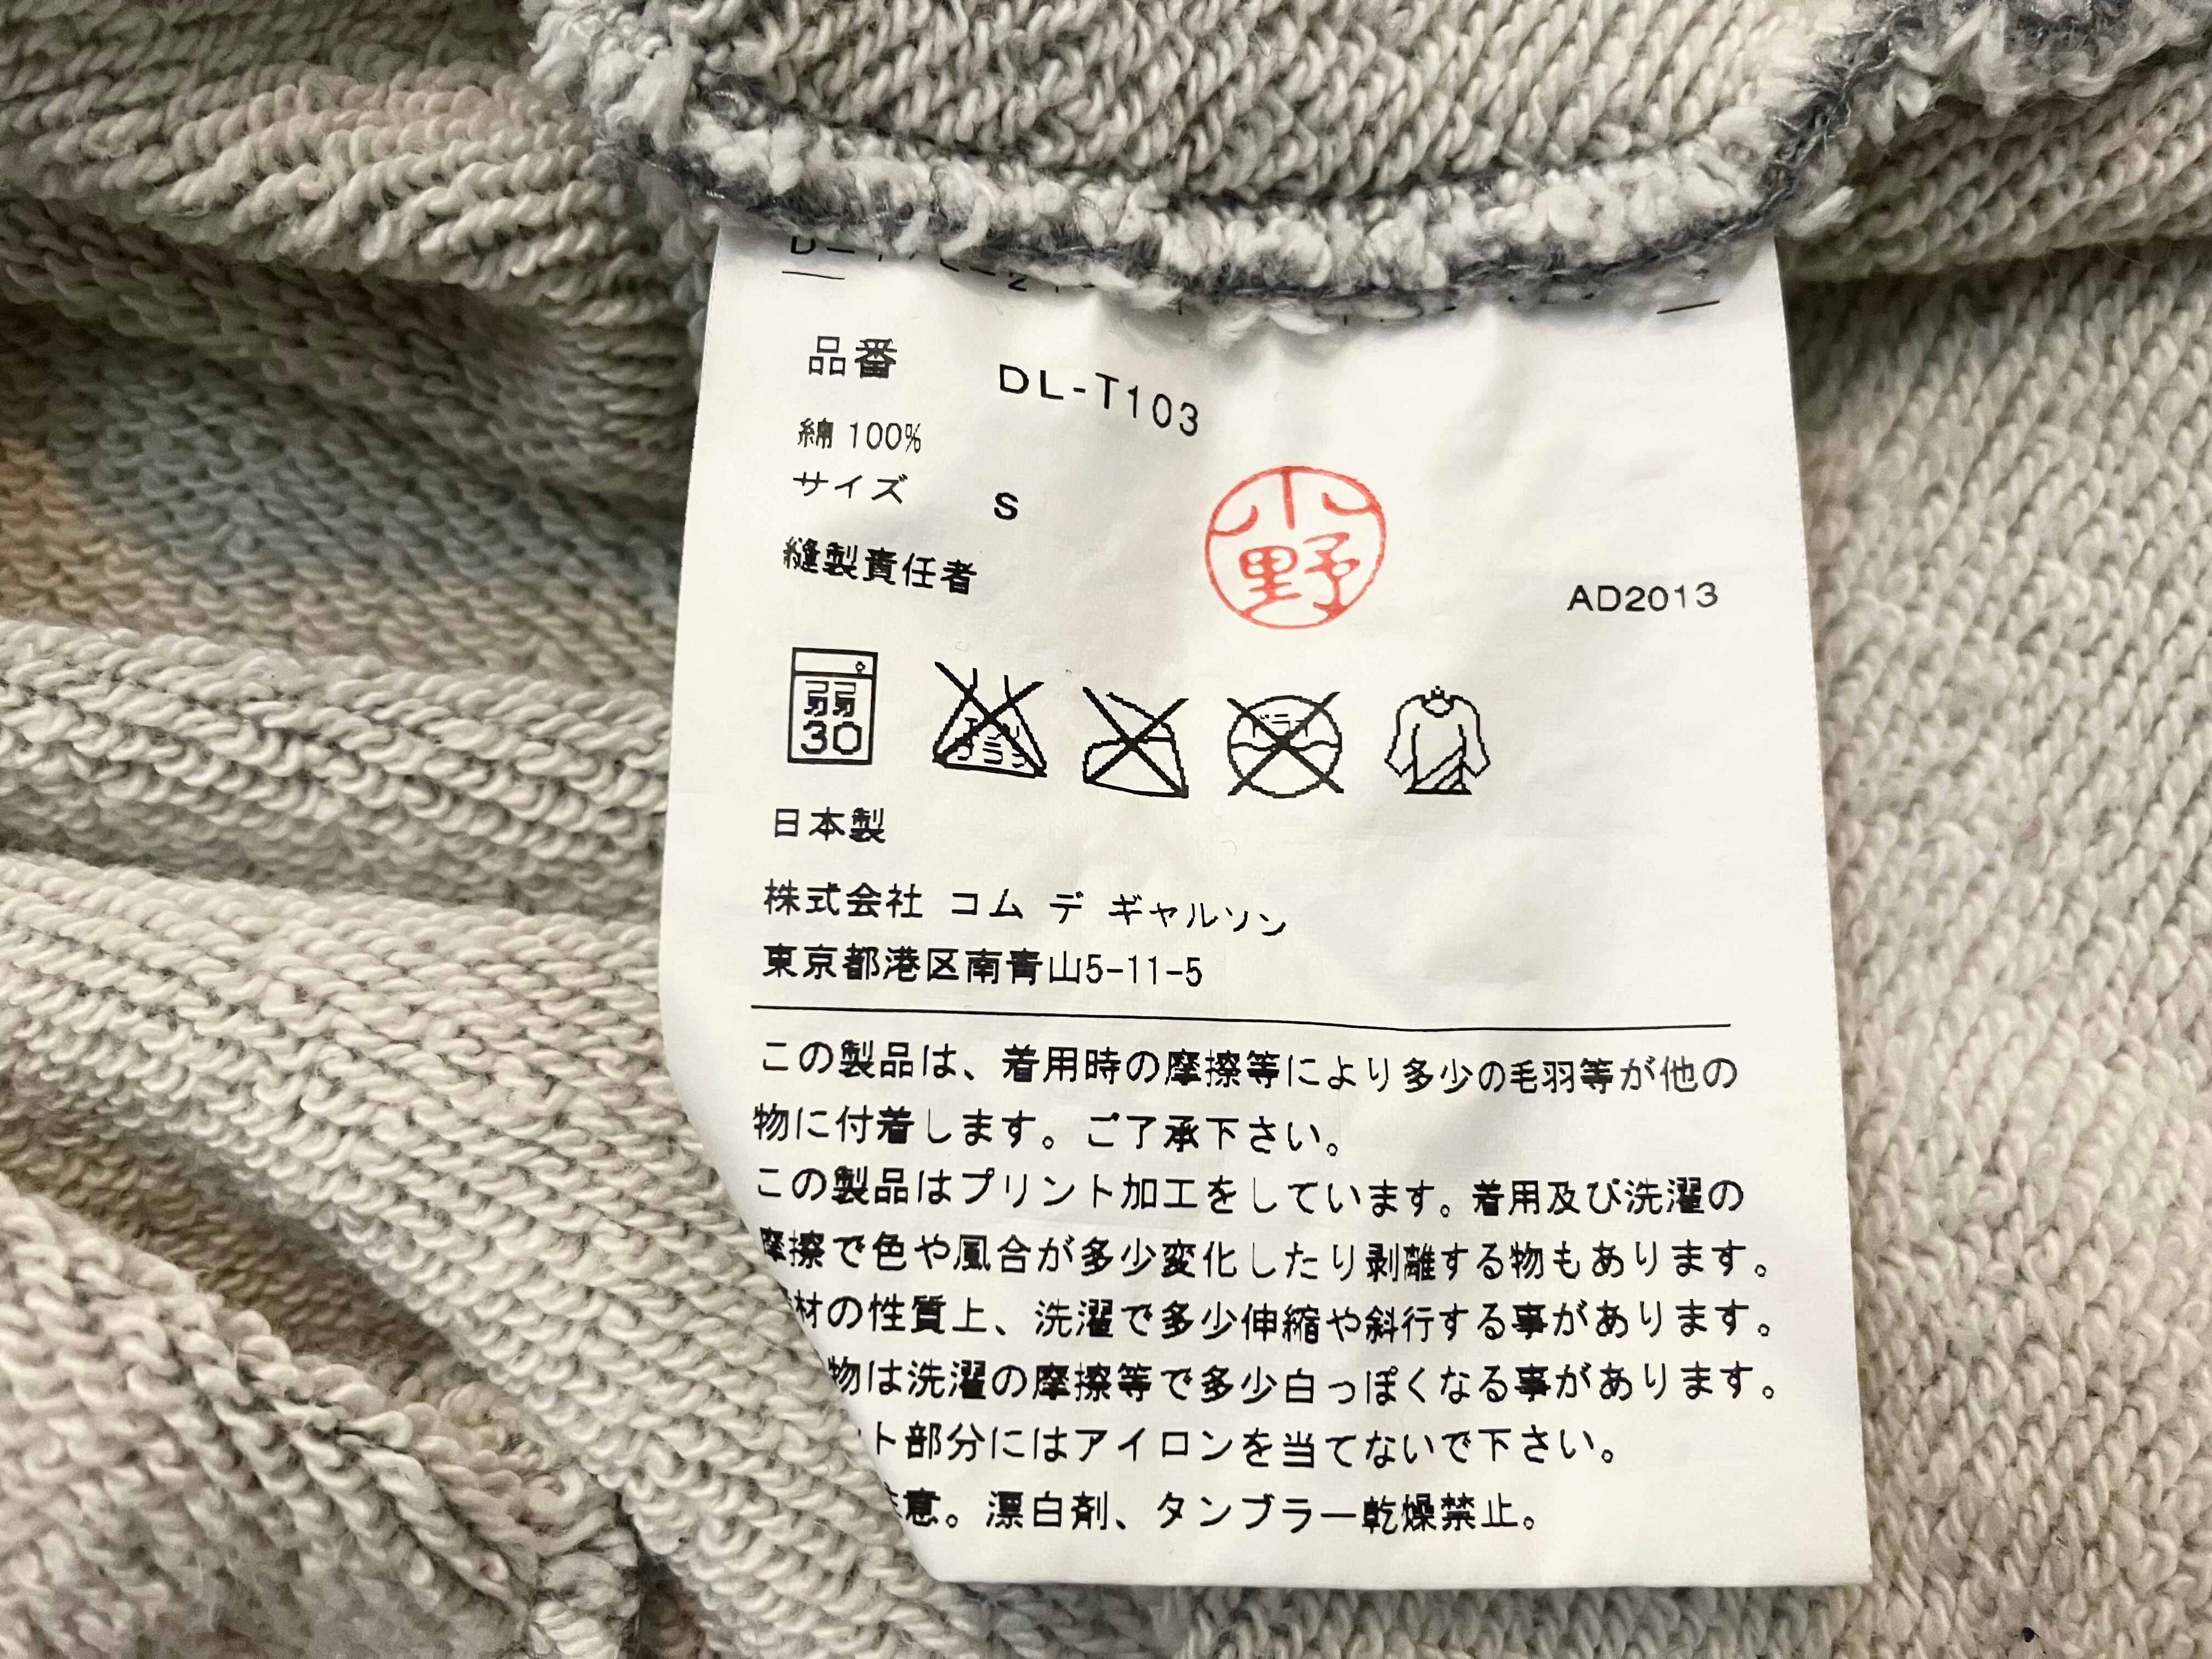 品番 DL-T103
綿 100%
サイズ S
縫製責任者 小野
AD2013
弱
30
日本製
株式会社 コム デ ギャルソン
東京都港区南青山5-11-5
この製品は、着用時の摩擦等により多少の毛羽等が他の
物に付着します。ご了承下さい。
この製品はプリント加工をしています。着用及び洗濯の
摩擦で色や風合が多少変化したり剥離する物もあります。
材の性質上、洗濯で多少伸縮や斜行する事があります。
物は洗濯の摩擦等で多少白っぽくなる事があります。
ト部分にはアイロンを当てないで下さい。
意。漂白剤、タンブラー乾燥禁止。